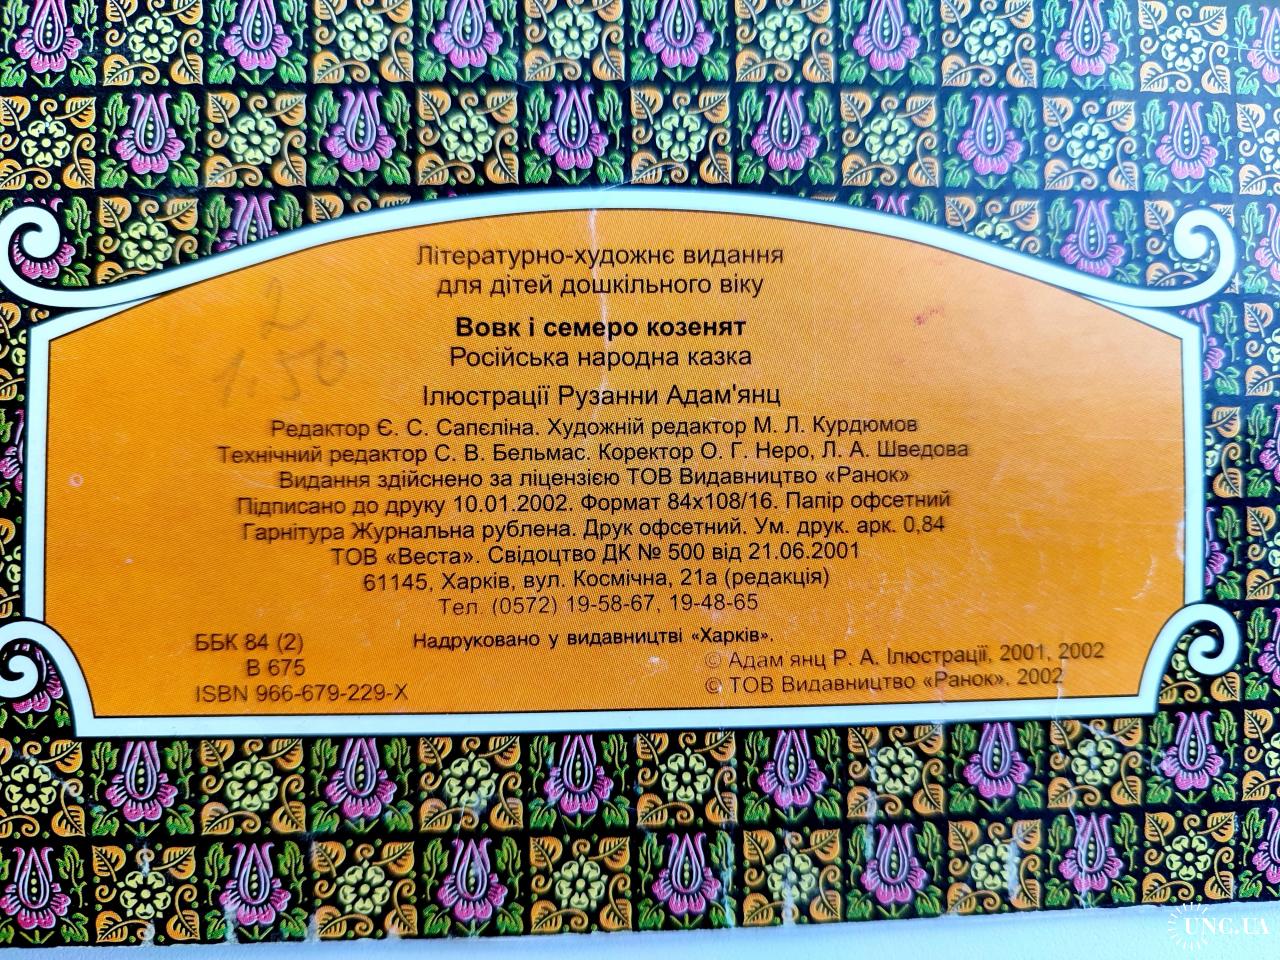 Літературно-художнє видання
для дітей дошкільного віку
Вовк і семеро козенят
Російська народна казка
Ілюстрації Рузанни Адам'янц
Редактор Є. С. Сапєліна. Художній редактор М. Л. Курдюмов
Технічний редактор С. В. Бельмас. Коректор О. Г. Неро, Л. А. Шведова
Видання здійснено за ліцензією ТОВ Видавництво «Ранок»
Підписано до друку 10.01.2002. Формат 84х108/16. Папір офсетний
Гарнітура Журнальна рублена. Друк офсетний. Ум. друк. арк. 0,84
ТОВ «Веста». Свідоцтво ДК № 500 від 21.06.2001
61145, Харків, вул. Космічна, 21а (редакція)
Тел. (0572) 19-58-67, 19-48-65
Надруковано у видавництві «Харків».
ББК 84 (2)
В 675
ISBN 966-679-229-X
© Адам'янц Р. А. Ілюстрації, 2001, 2002
© ТОВ Видавництво «Ранок», 2002
2
1.50
UNC.UA